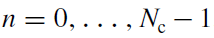 n = 0, . . . , N_c − 1